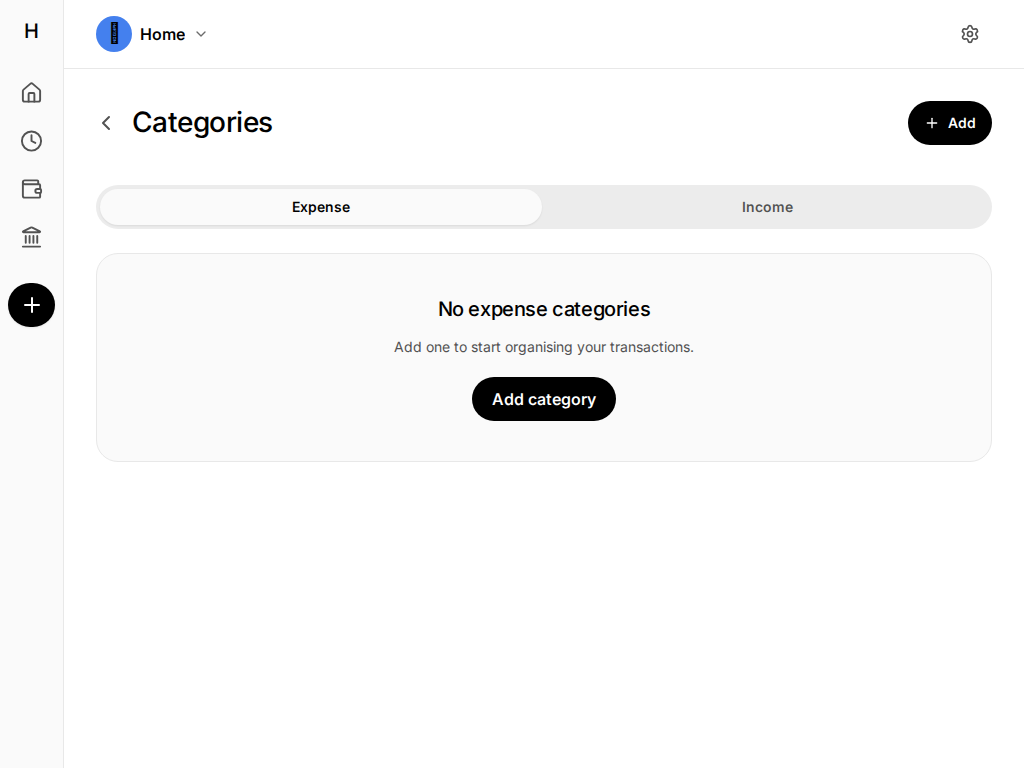 H
Home
Categories
Add
Expense
Income
No expense categories
Add one to start organising your transactions.
Add category